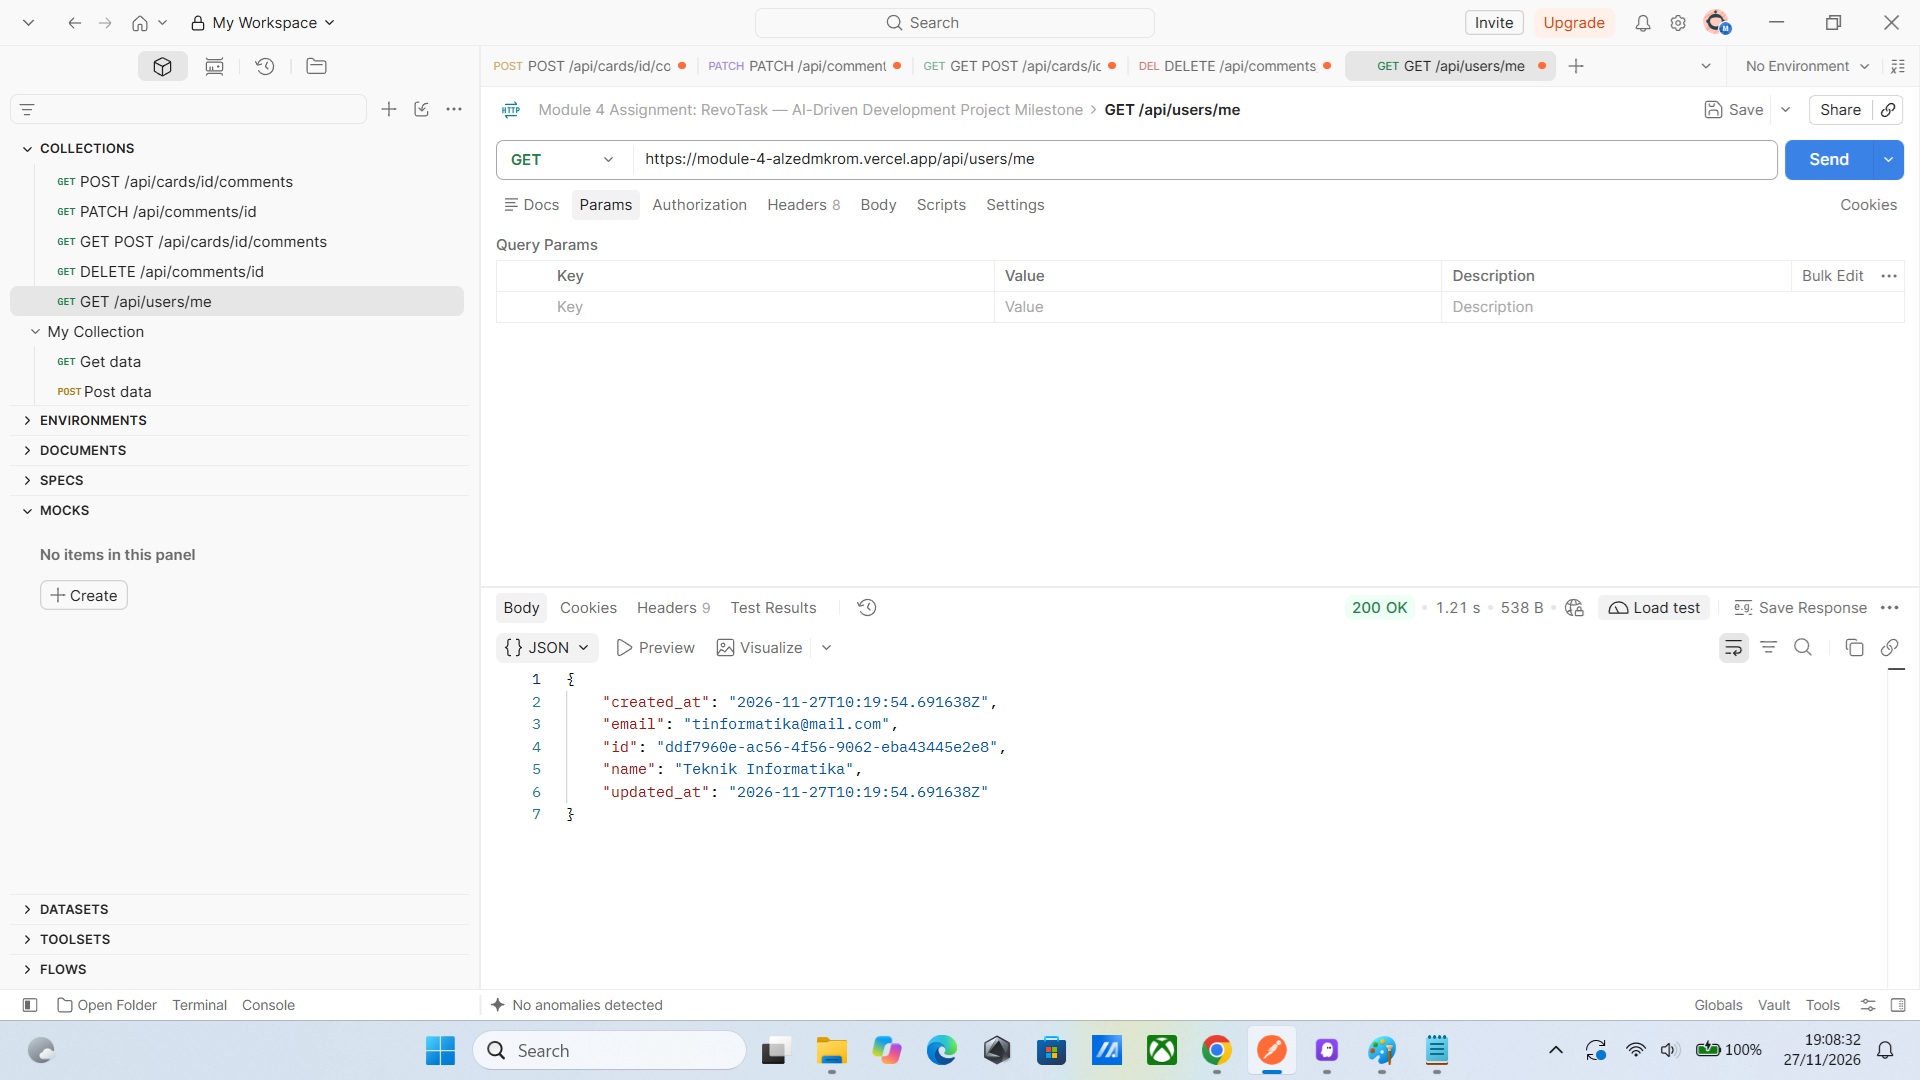 My Workspace
Search
Invite
Upgrade
POST POST /api/cards/id/co
PATCH PATCH /api/comment
GET GET POST /api/cards/ic
DEL DELETE /api/comments
GET GET /api/users/me
No Environment
HTTP Module 4 Assignment: RevoTask — AI-Driven Development Project Milestone > GET /api/users/me
Save
Share
GET
https://module-4-alzedmkrom.vercel.app/api/users/me
Send
Docs
Params
Authorization
Headers 8
Body
Scripts
Settings
Cookies
Query Params
Key Value Description Bulk Edit
Key Value Description
COLLECTIONS
GET POST /api/cards/id/comments
GET PATCH /api/comments/id
GET GET POST /api/cards/id/comments
GET DELETE /api/comments/id
GET GET /api/users/me
My Collection
GET Get data
POST Post data
ENVIRONMENTS
DOCUMENTS
SPECS
MOCKS
No items in this panel
Create
DATASETS
TOOLSETS
FLOWS
Body
Cookies
Headers 9
Test Results
200 OK • 1.21 s • 538 B
Load test
e.g. Save Response
{} JSON
Preview
Visualize
1 {
2 "created_at": "2026-11-27T10:19:54.691638Z",
3 "email": "tinformatika@mail.com",
4 "id": "ddf7960e-ac56-4f56-9062-eba43445e2e8",
5 "name": "Teknik Informatika",
6 "updated_at": "2026-11-27T10:19:54.691638Z"
7 }
Open Folder
Terminal
Console
No anomalies detected
Globals
Vault
Tools
Search
100%
19:08:32
27/11/2026